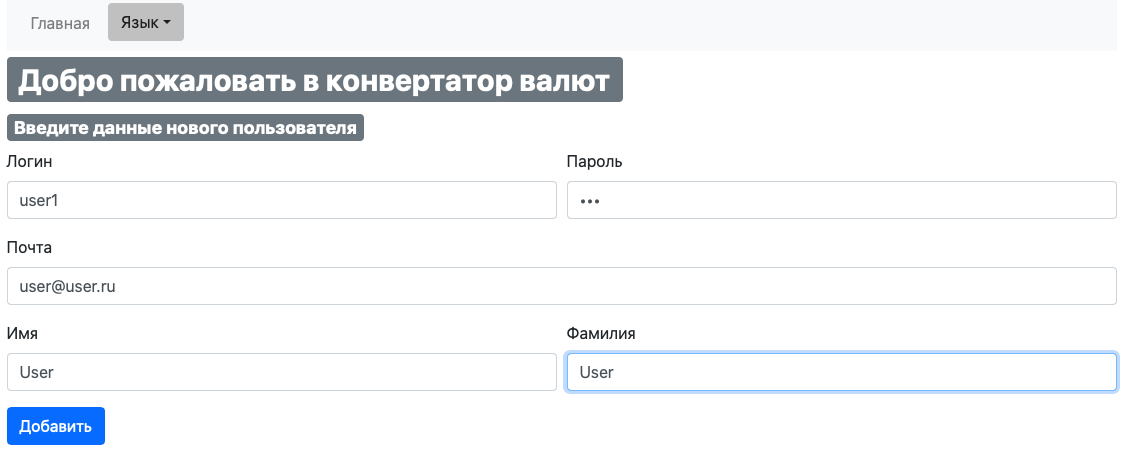 Главная Язык
Добро пожаловать в конвертатор валют
Введите данные нового пользователя
Логин Пароль
user1 •••
Почта
user@user.ru
Имя Фамилия
User User
Добавить